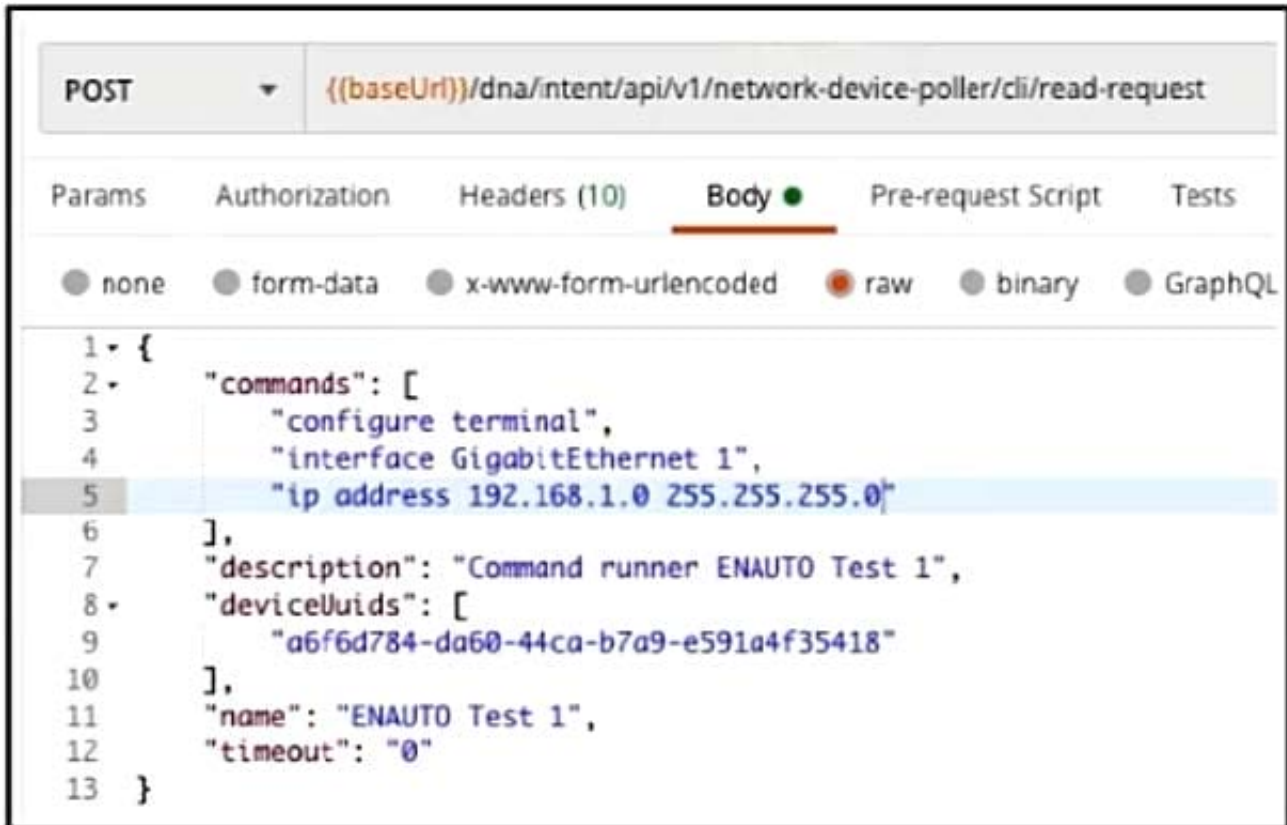 POST {{baseUrl}}/dna/intent/api/v1/network-device-poller/cli/read-request
Params Authorization Headers (10) Body Pre-request Script Tests
none form-data x-www-form-urlencoded raw binary GraphQL
1 {
2 "commands": [
3 "configure terminal",
4 "interface GigabitEthernet 1",
5 "ip address 192.168.1.0 255.255.255.0"
6 ],
7 "description": "Command runner ENAUTO Test 1",
8 "deviceUuids": [
9 "a6f6d784-da60-44ca-b7a9-e591a4f35418"
10 ],
11 "name": "ENAUTO Test 1",
12 "timeout": "0"
13 }